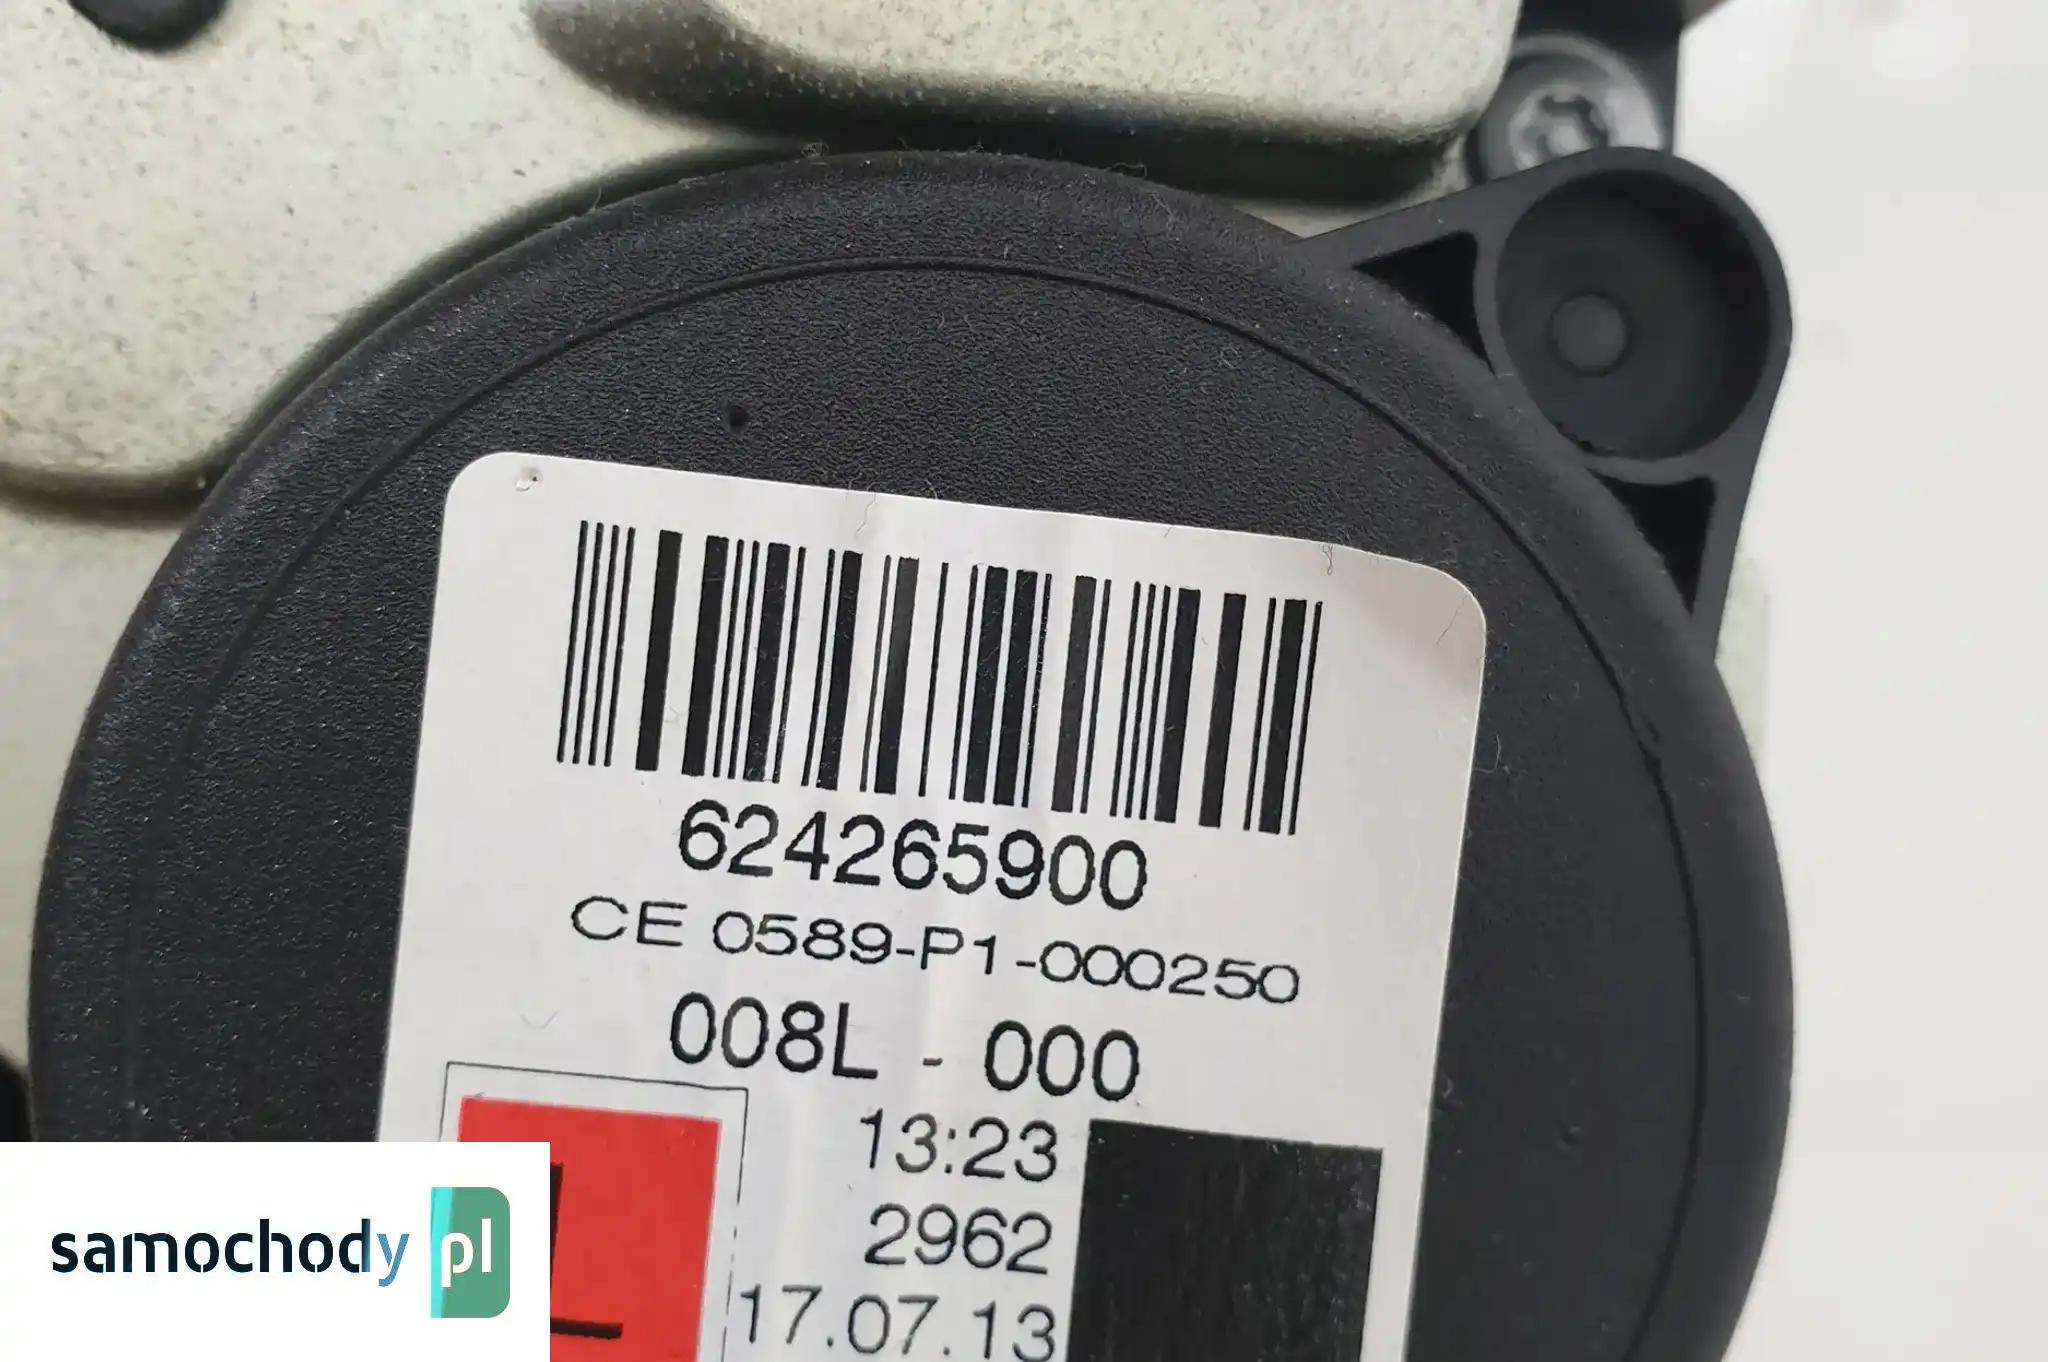 624265900
CE 0589-P1-000250
008L - 000
13:23
2962
17.07.13
L
samochody pl